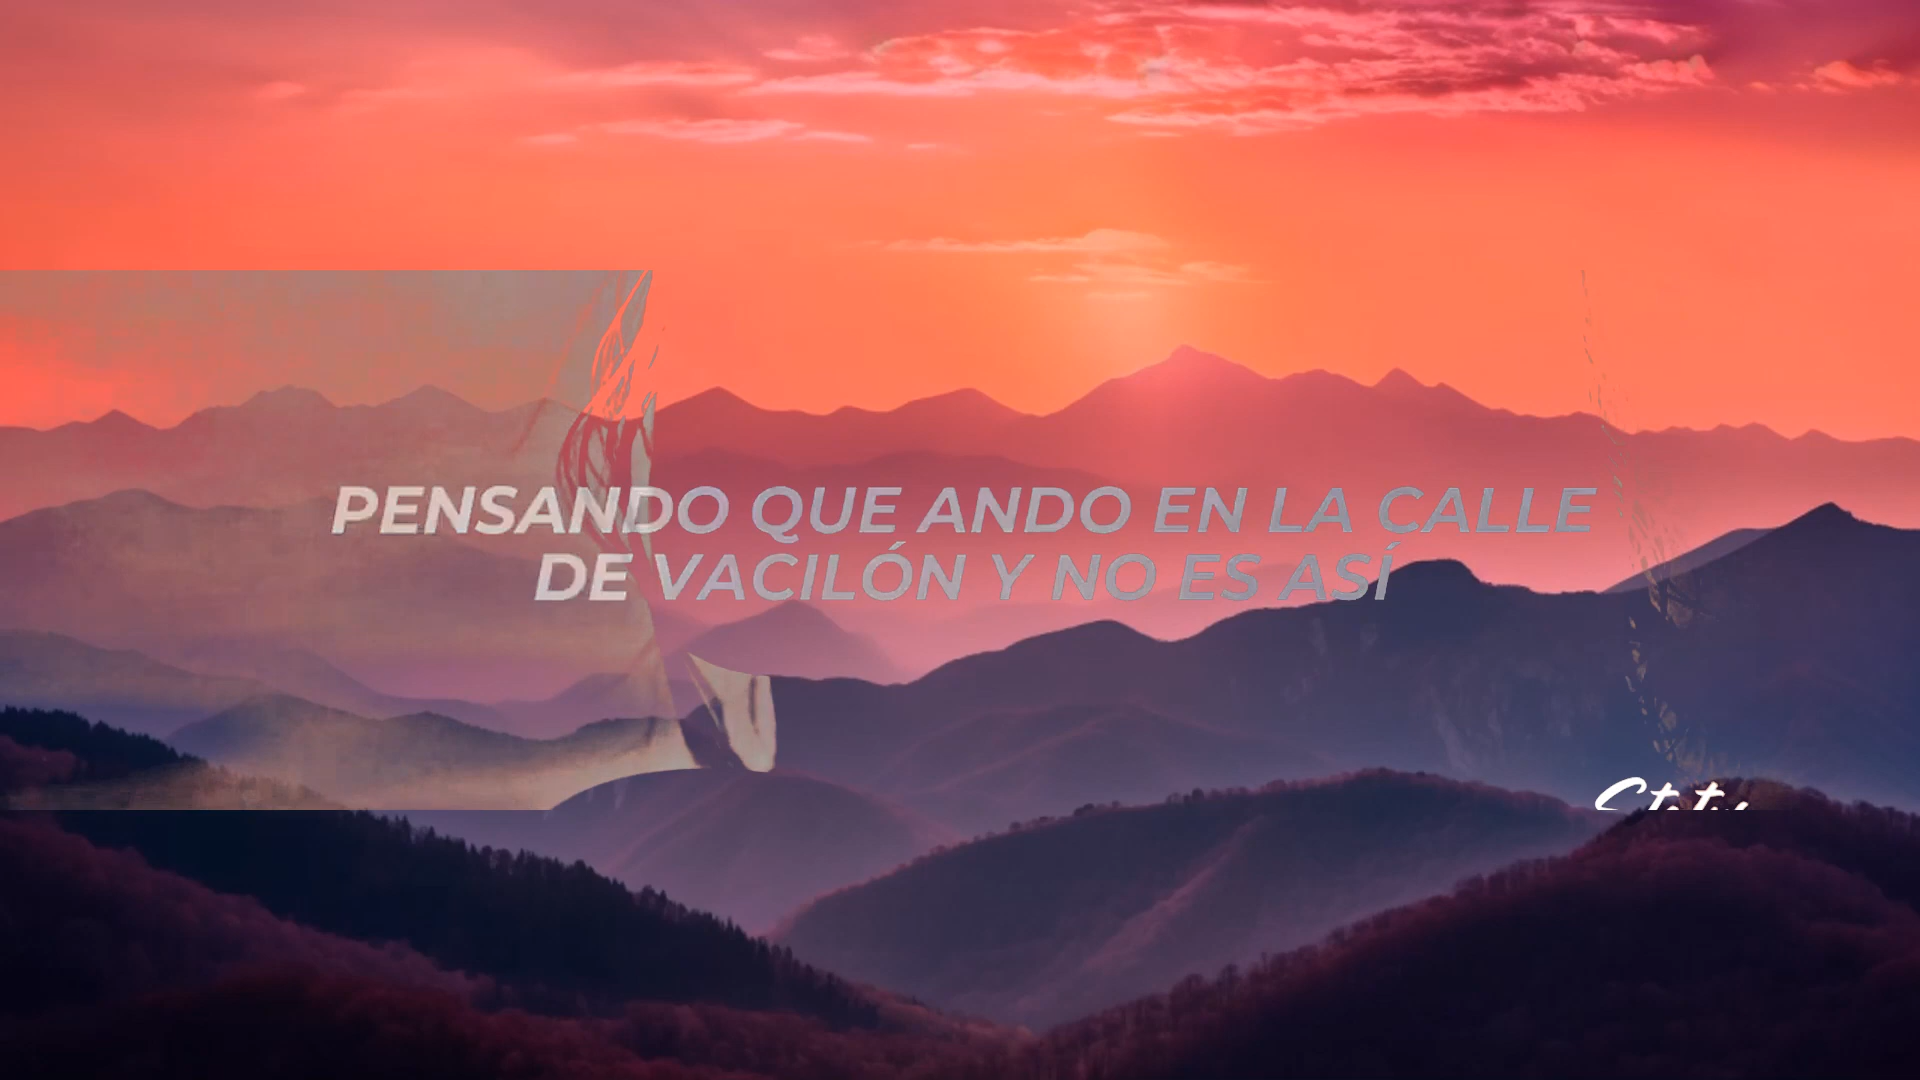 PENSANDO QUE ANDO EN LA CALLE
DE VACILÓN Y NO ES ASÍ